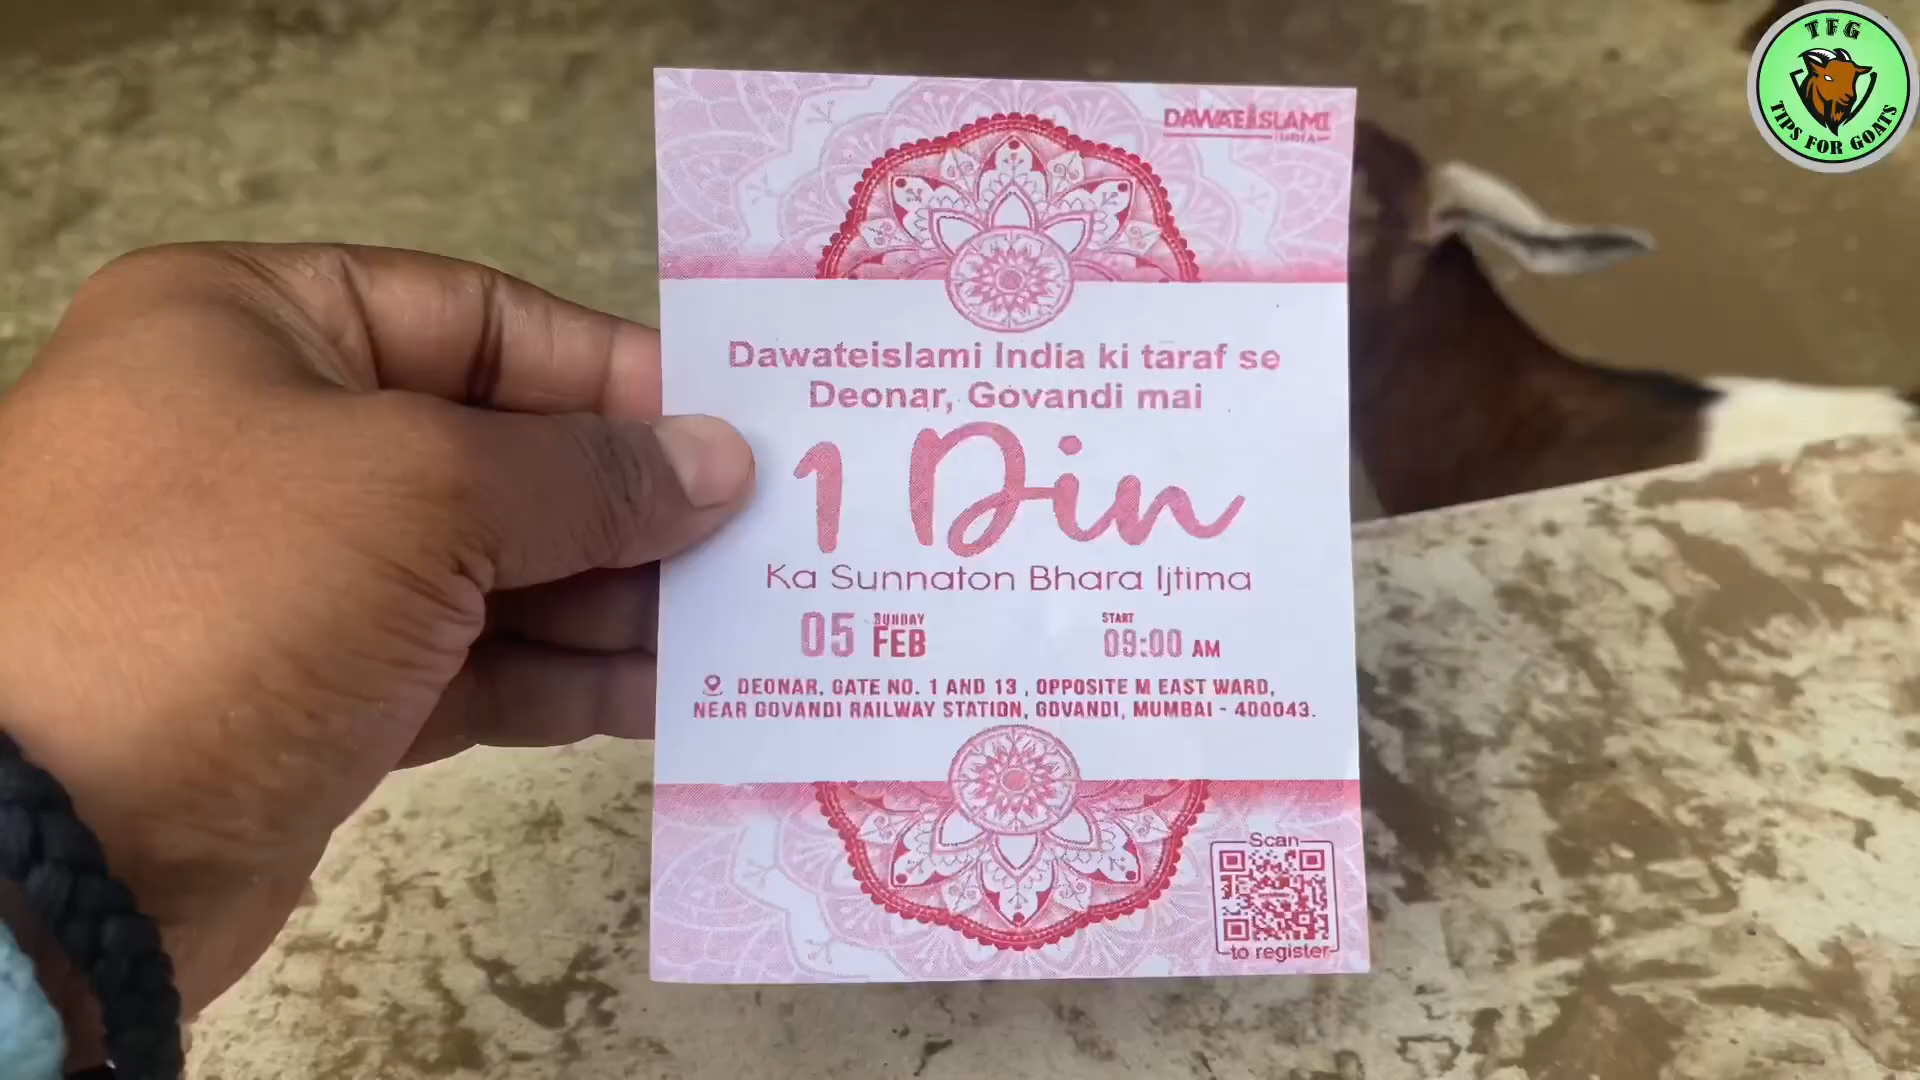 TFG
TIPS FOR GOATS
DAWATEISLAMI
INDIA
Dawateislami India ki taraf se
Deonar, Govandi mai
1 Din
Ka Sunnaton Bhara Ijtima
05 SUNDAY FEB
START
09:00 AM
DEONAR, GATE NO. 1 AND 13 , OPPOSITE M EAST WARD,
NEAR GOVANDI RAILWAY STATION, GOVANDI, MUMBAI - 400043.
Scan
to register